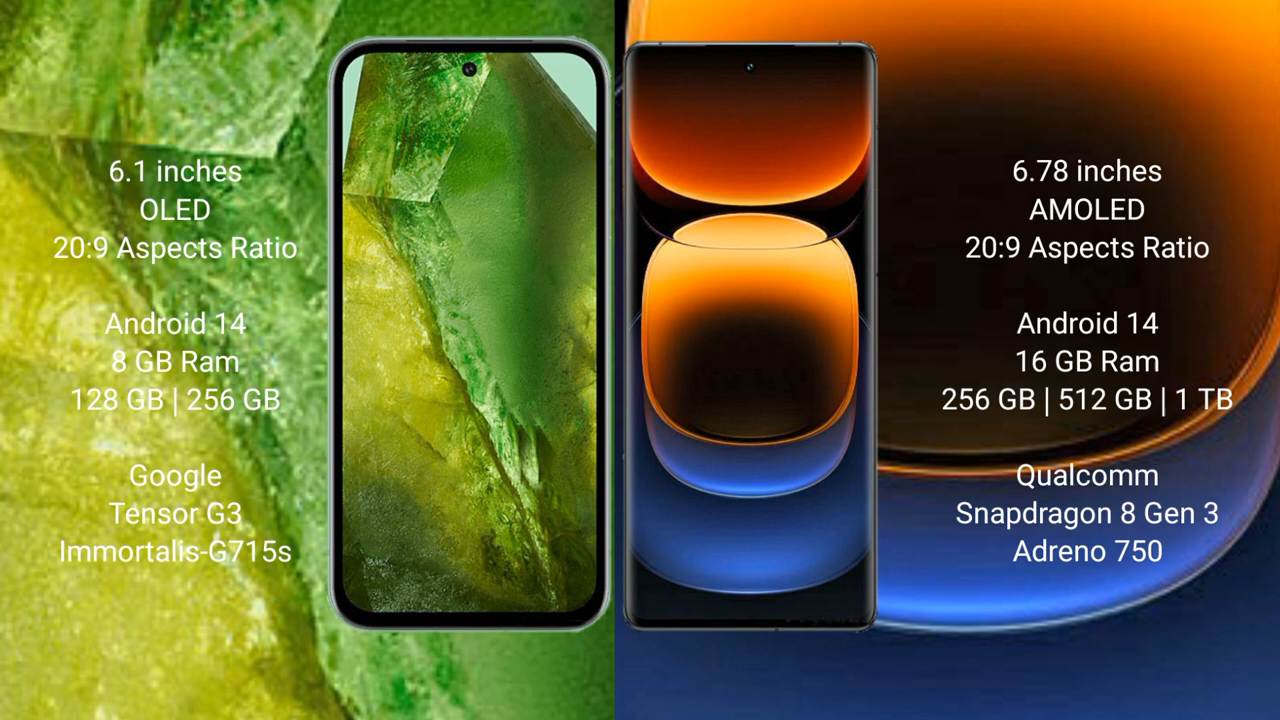 6.1 inches
OLED
20:9 Aspects Ratio
Android 14
8 GB Ram
128 GB | 256 GB
Google
Tensor G3
Immortalis-G715s
6.78 inches
AMOLED
20:9 Aspects Ratio
Android 14
16 GB Ram
256 GB | 512 GB | 1 TB
Qualcomm
Snapdragon 8 Gen 3
Adreno 750